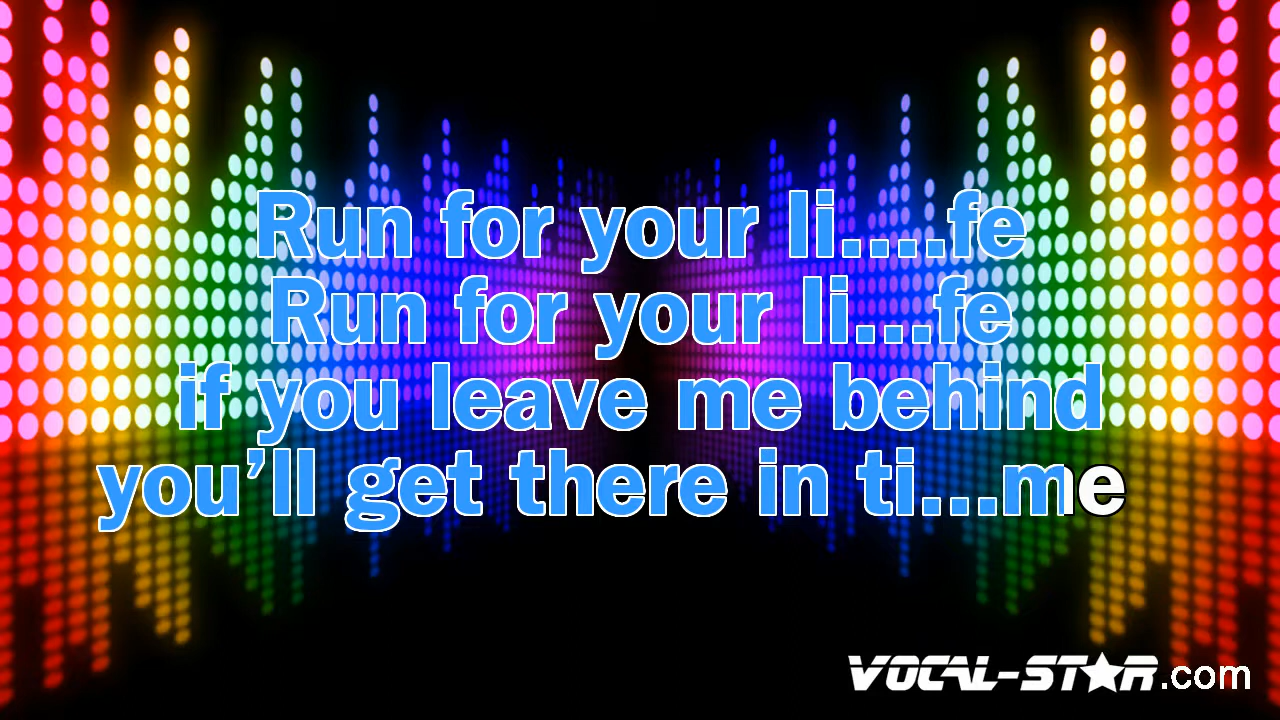 Run for your li....fe
Run for your li...fe
if you leave me behind
you’ll get there in ti...me
VOCAL-STAR.com